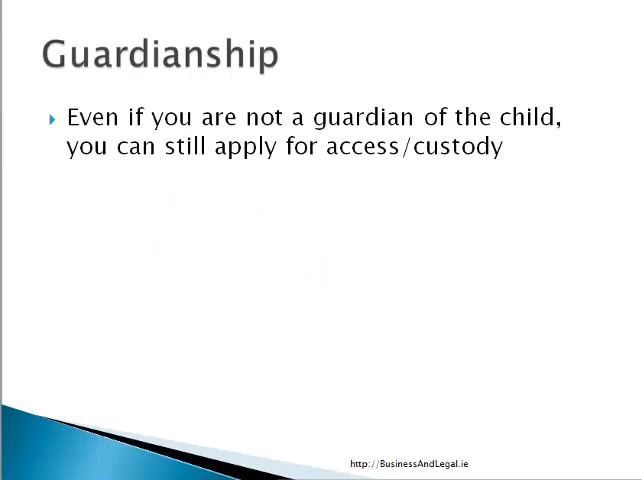 Guardianship
Even if you are not a guardian of the child,
you can still apply for access/custody
http://BusinessAndLegal.ie